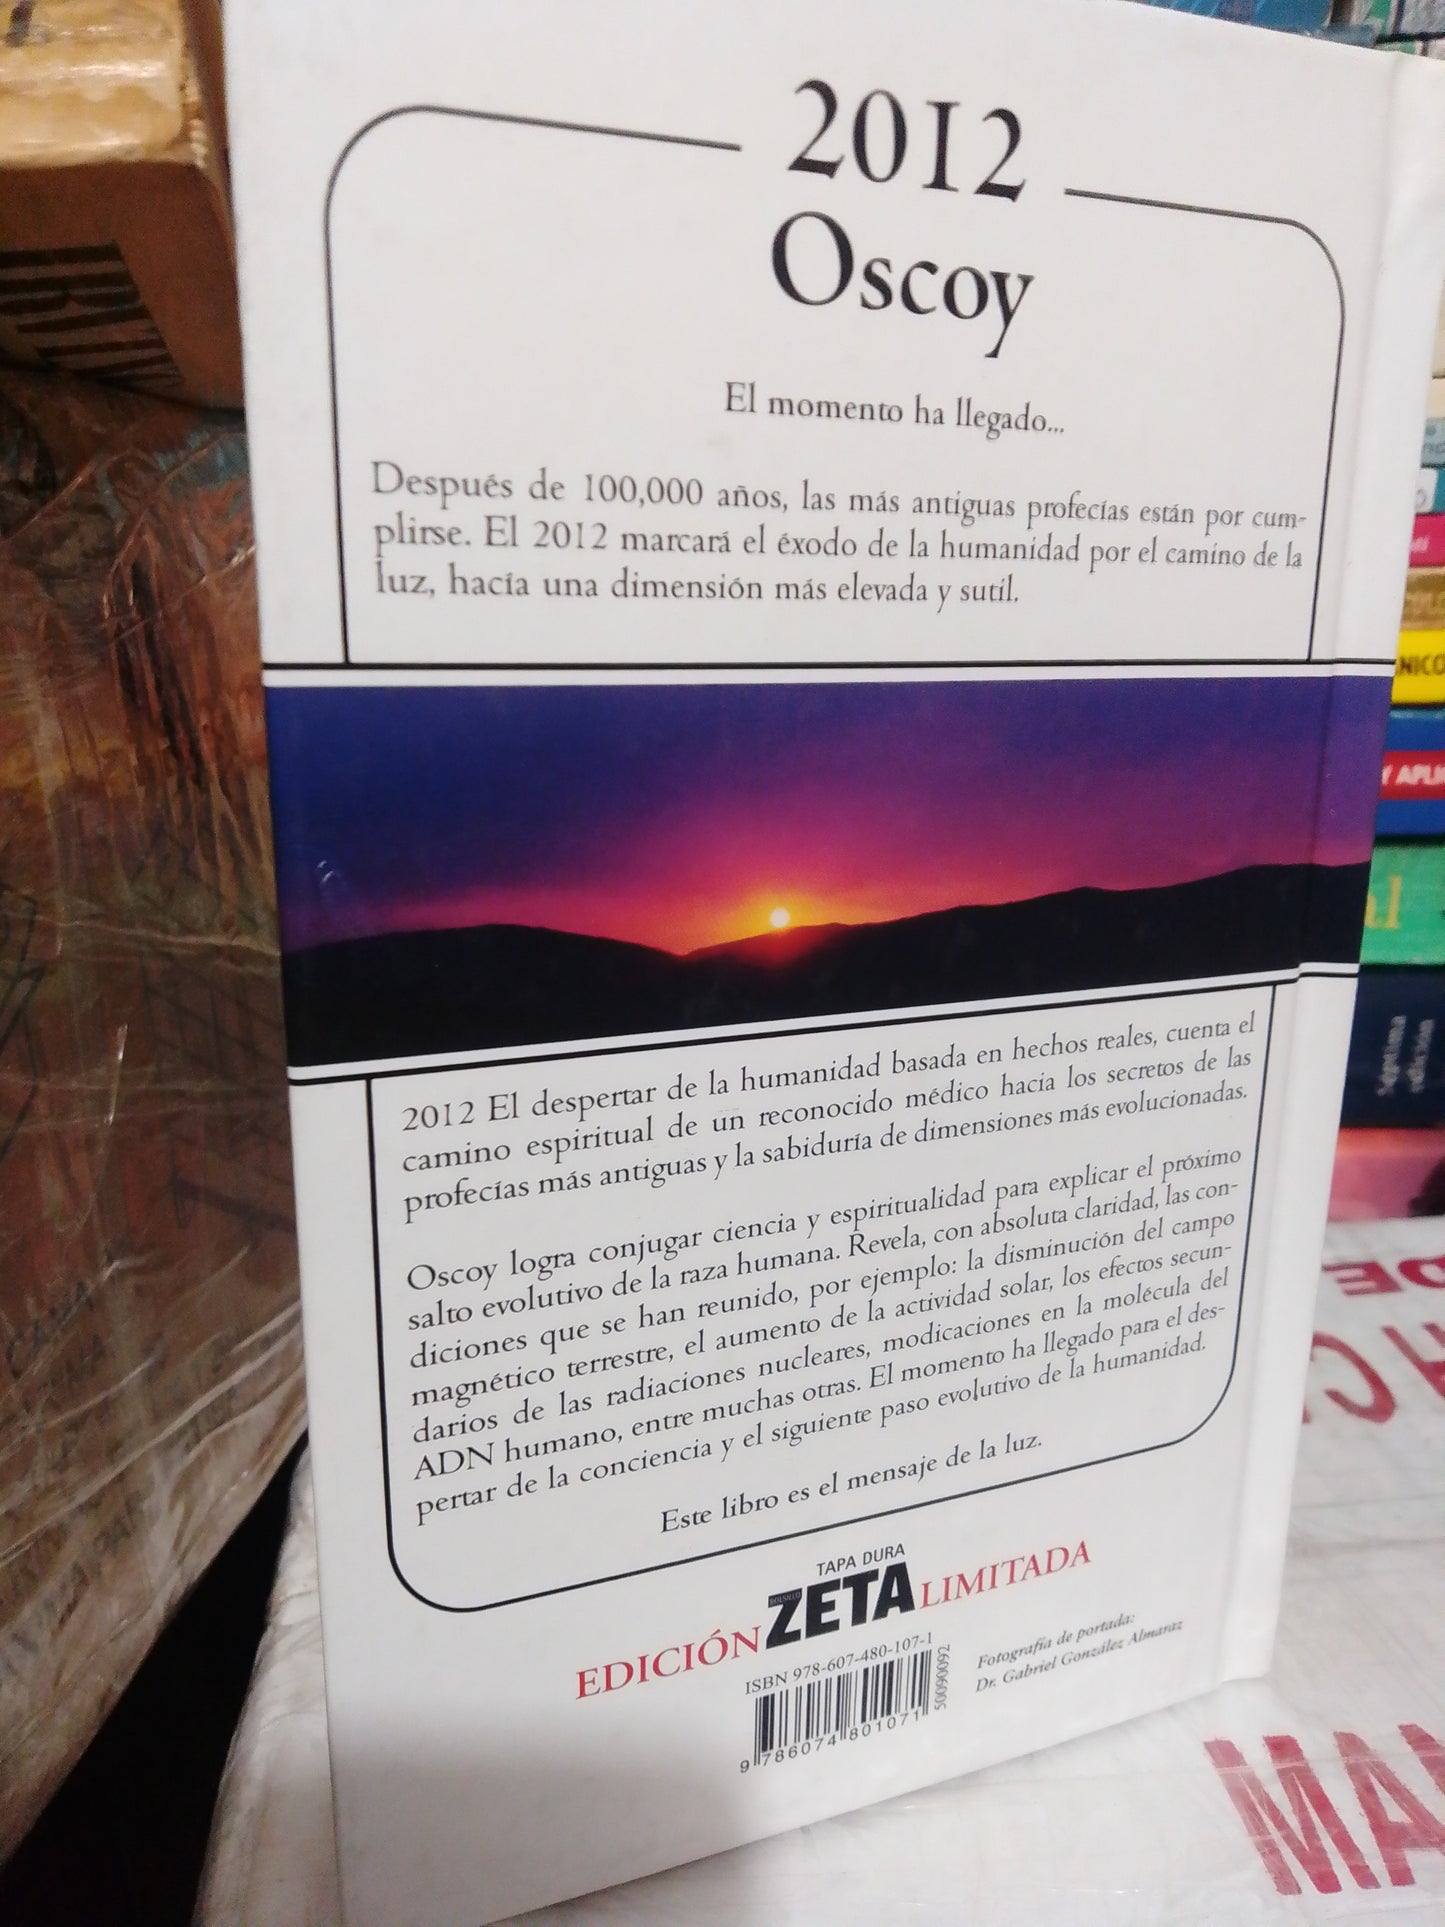 2012
Oscoy
El momento ha llegado...
Después de 100,000 años, las más antiguas profecías están por cum-
plirse. El 2012 marcará el éxodo de la humanidad por el camino de la
luz, hacía una dimensión más elevada y sutil.
2012 El despertar de la humanidad basada en hechos reales, cuenta el
camino espiritual de un reconocido médico hacia los secretos de las
profecías más antiguas y la sabiduría de dimensiones más evolucionadas.
Oscoy logra conjugar ciencia y espiritualidad para explicar el próximo
salto evolutivo de la raza humana. Revela, con absoluta claridad, las con-
diciones que se han reunido, por ejemplo: la disminución del campo
magnético terrestre, el aumento de la actividad solar, los efectos secun-
darios de las radiaciones nucleares, modicaciones en la molécula del
ADN humano, entre muchas otras. El momento ha llegado para el des-
pertar de la conciencia y el siguiente paso evolutivo de la humanidad.
Este libro es el mensaje de la luz.
TAPA DURA
EDICIÓN BOLSILLO ZETA LIMITADA
ISBN 978-607-480-107-1
9 786074 801071
50090092
Fotografía de portada:
Dr. Gabriel González Almaraz
NICO
Y APLI
al
Septima
edicion
DE
MA